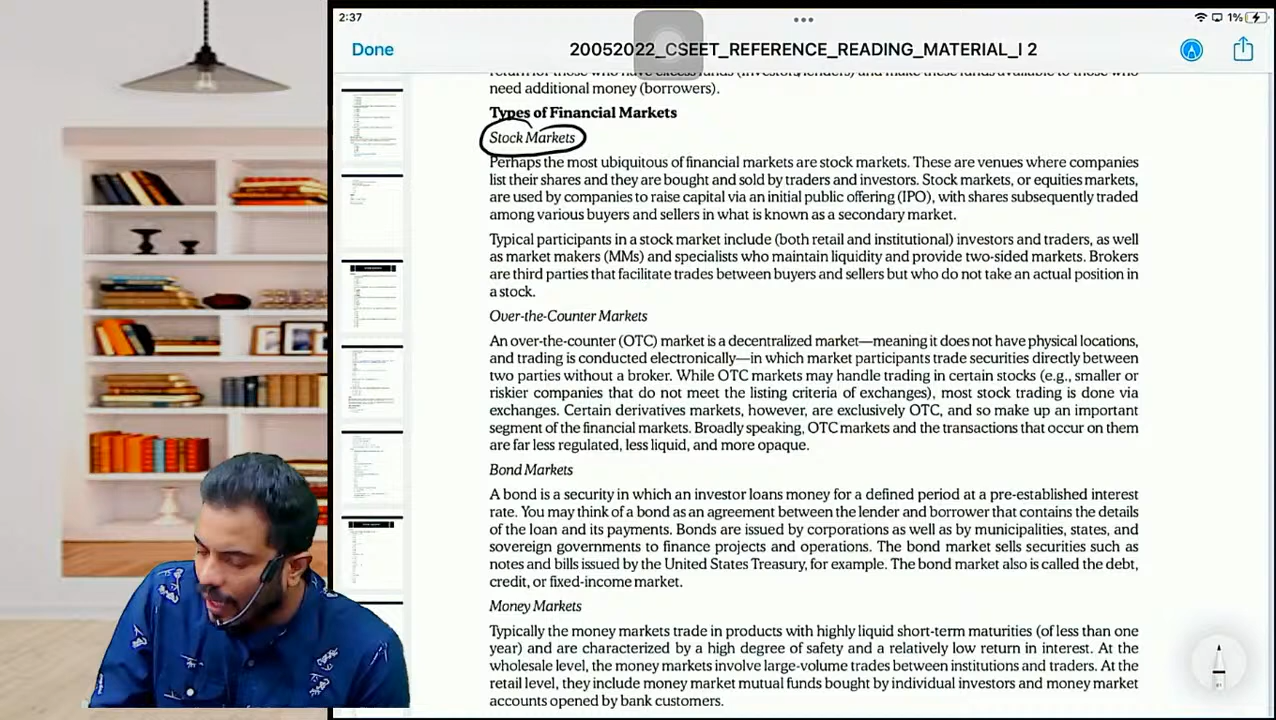 2:37
1%
Done
20052022_CSEET_REFERENCE_READING_MATERIAL_I 2
return for those who have excess funds (investors/lenders) and make these funds available to those who
need additional money (borrowers).
Types of Financial Markets
Stock Markets
Perhaps the most ubiquitous of financial markets are stock markets. These are venues where companies
list their shares and they are bought and sold by traders and investors. Stock markets, or equities markets,
are used by companies to raise capital via an initial public offering (IPO), with shares subsequently traded
among various buyers and sellers in what is known as a secondary market.
Typical participants in a stock market include (both retail and institutional) investors and traders, as well
as market makers (MMs) and specialists who maintain liquidity and provide two-sided markets. Brokers
are third parties that facilitate trades between buyers and sellers but who do not take an actual position in
a stock.
Over-the-Counter Markets
An over-the-counter (OTC) market is a decentralized market—meaning it does not have physical locations,
and trading is conducted electronically—in which market participants trade securities directly between
two parties without a broker. While OTC markets may handle trading in certain stocks (e.g., smaller or
riskier companies that do not meet the listing criteria of exchanges), most stock trading is done via
exchanges. Certain derivatives markets, however, are exclusively OTC, and so make up an important
segment of the financial markets. Broadly speaking, OTC markets and the transactions that occur on them
are far less regulated, less liquid, and more opaque.
Bond Markets
A bond is a security in which an investor loans money for a defined period at a pre-established interest
rate. You may think of a bond as an agreement between the lender and borrower that contains the details
of the loan and its payments. Bonds are issued by corporations as well as by municipalities, states, and
sovereign governments to finance projects and operations. The bond market sells securities such as
notes and bills issued by the United States Treasury, for example. The bond market also is called the debt,
credit, or fixed-income market.
Money Markets
Typically the money markets trade in products with highly liquid short-term maturities (of less than one
year) and are characterized by a high degree of safety and a relatively low return in interest. At the
wholesale level, the money markets involve large-volume trades between institutions and traders. At the
retail level, they include money market mutual funds bought by individual investors and money market
accounts opened by bank customers.